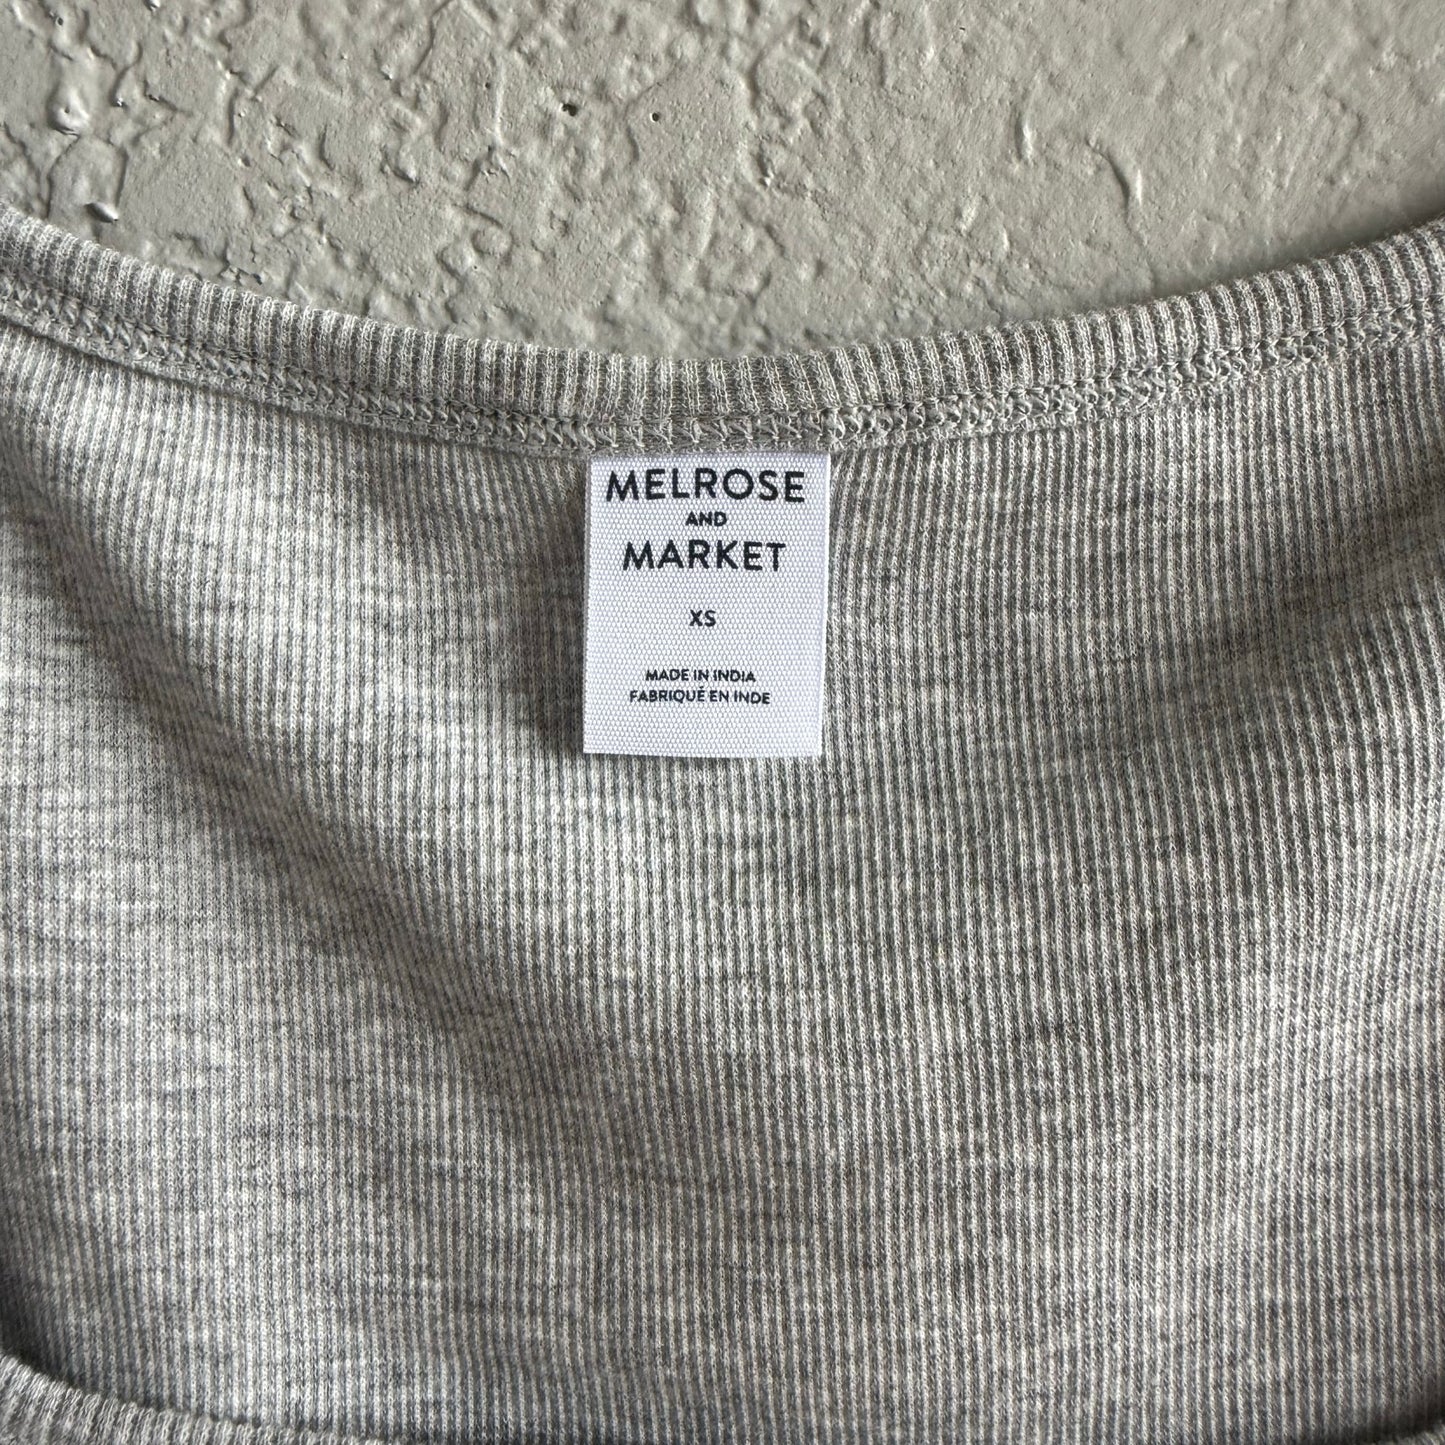 MELROSE
AND
MARKET
XS
MADE IN INDIA
FABRIQUÉ EN INDE